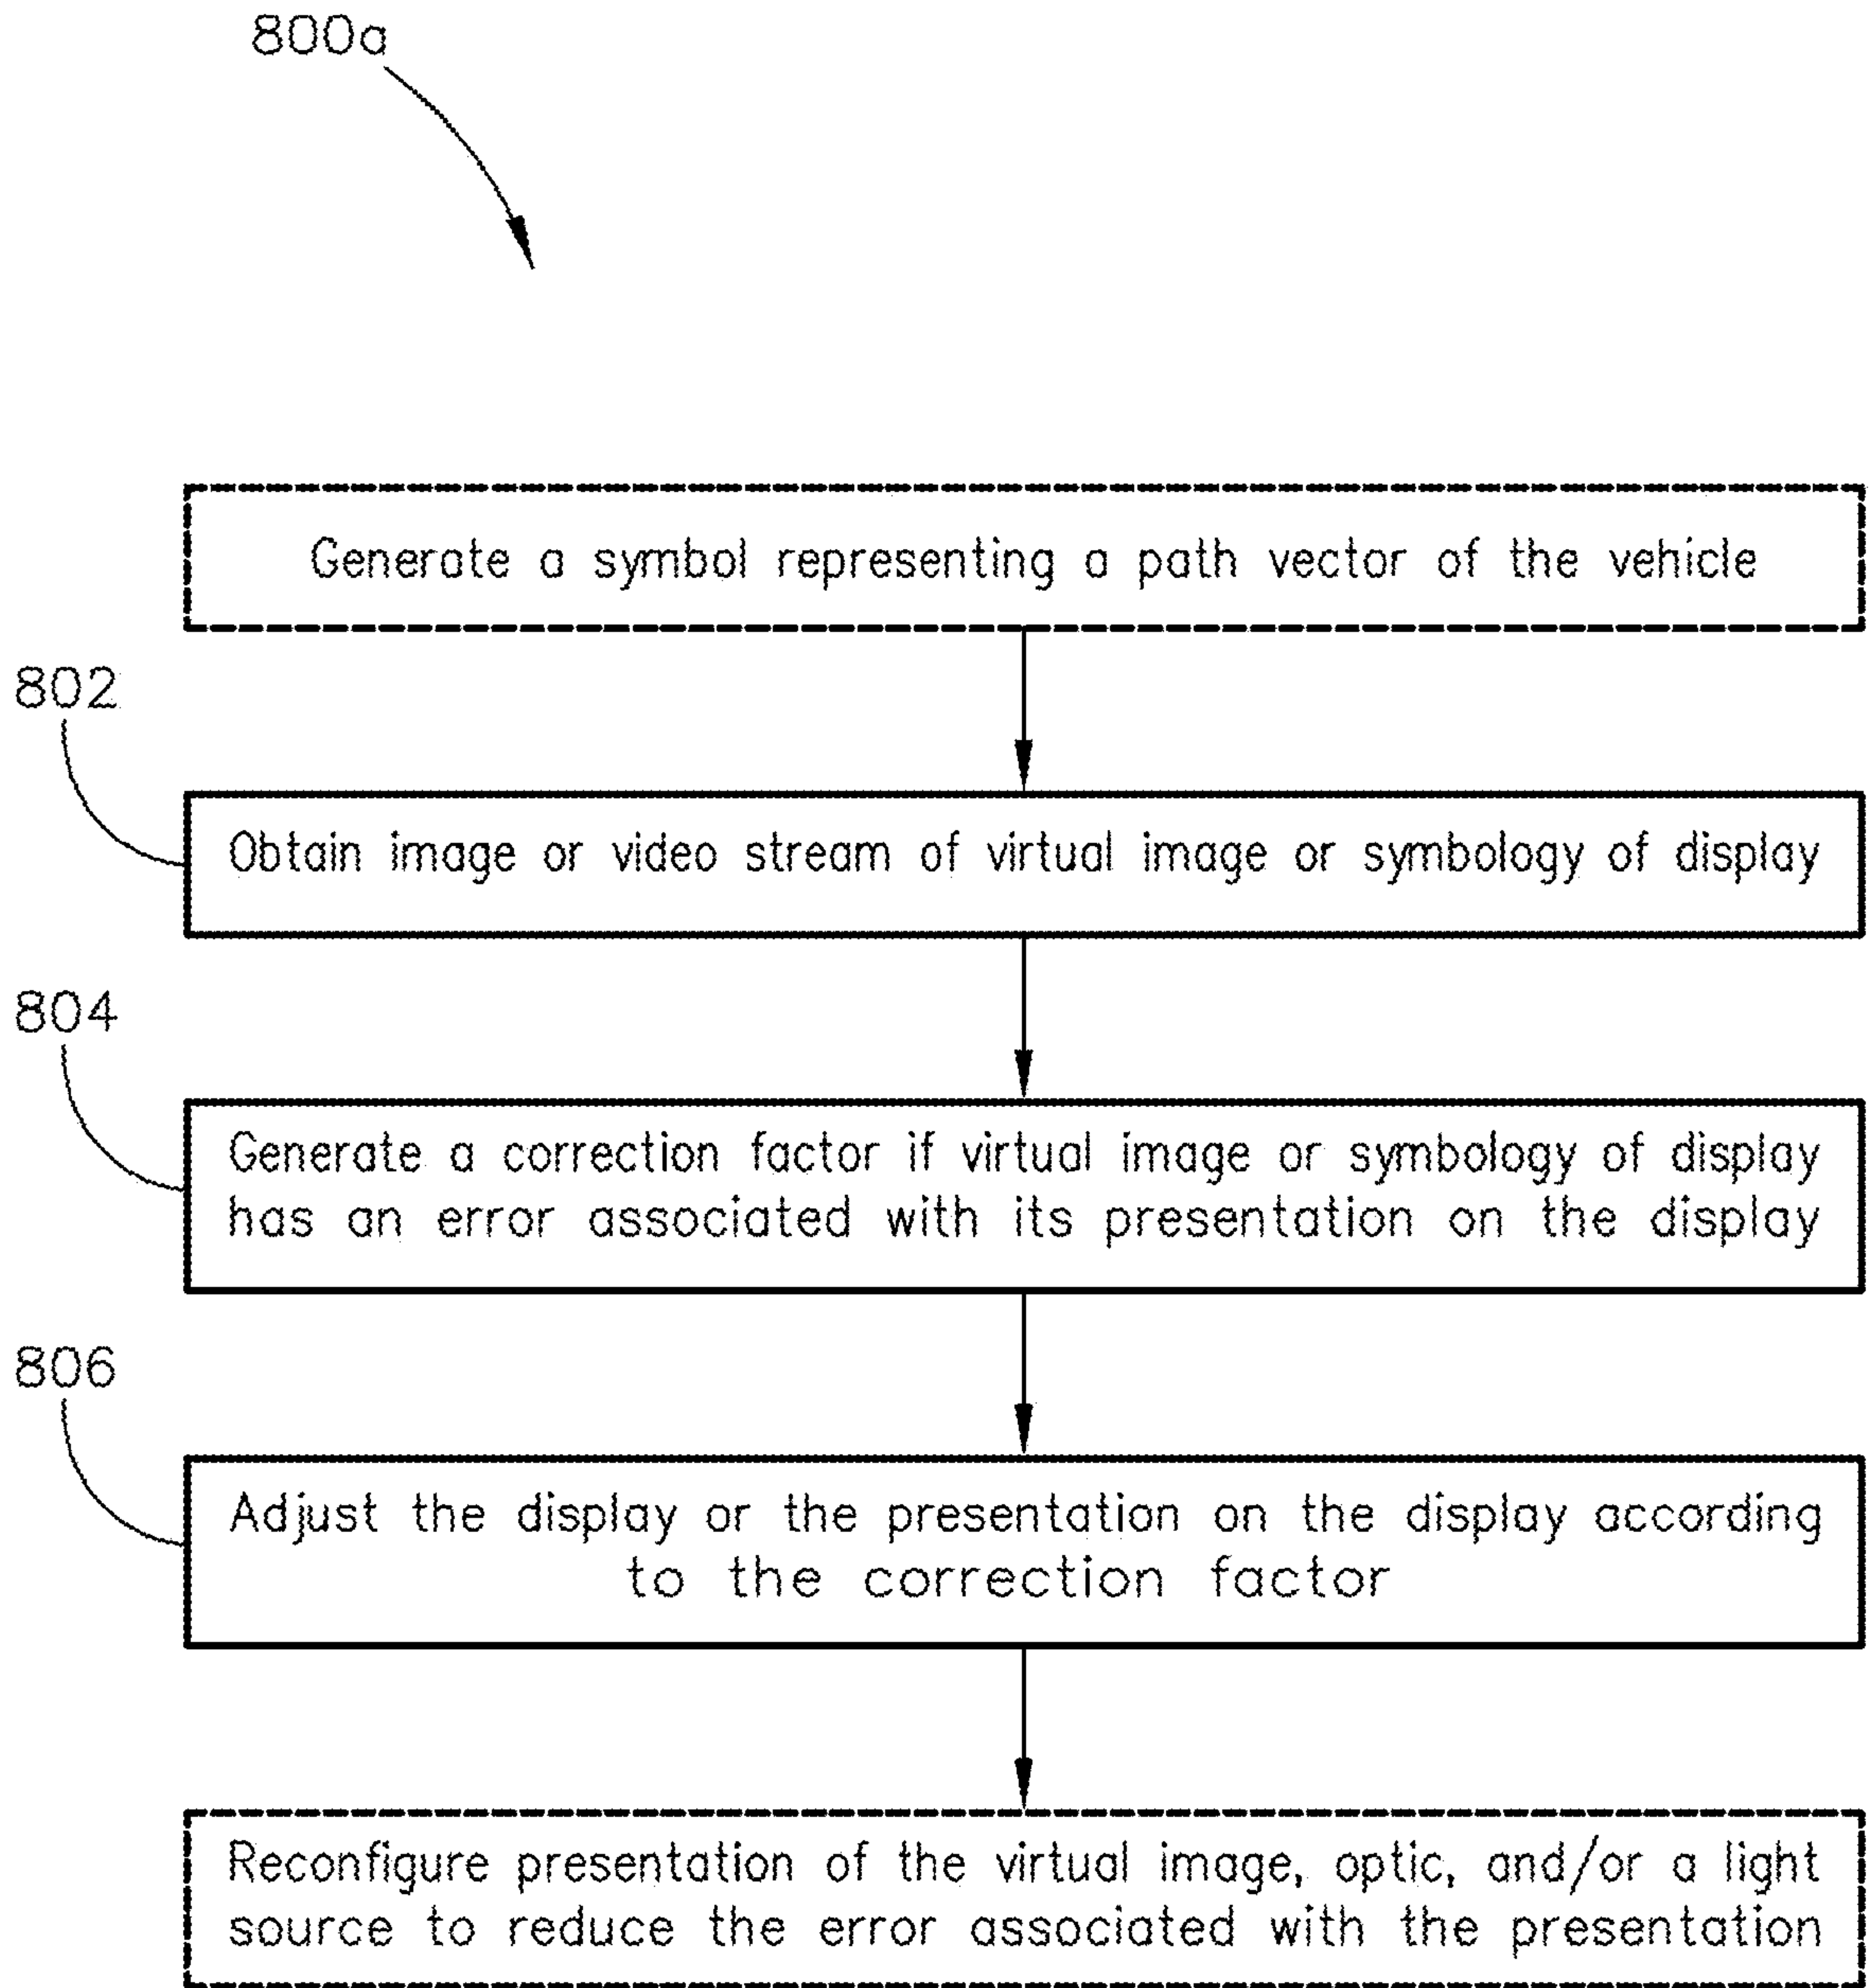 800a
Generate a symbol representing a path vector of the vehicle
802
Obtain image or video stream of virtual image or symbology of display
804
Generate a correction factor if virtual image or symbology of display
has an error associated with its presentation on the display
806
Adjust the display or the presentation on the display according
to the correction factor
Reconfigure presentation of the virtual image, optic, and/or a light
source to reduce the error associated with the presentation